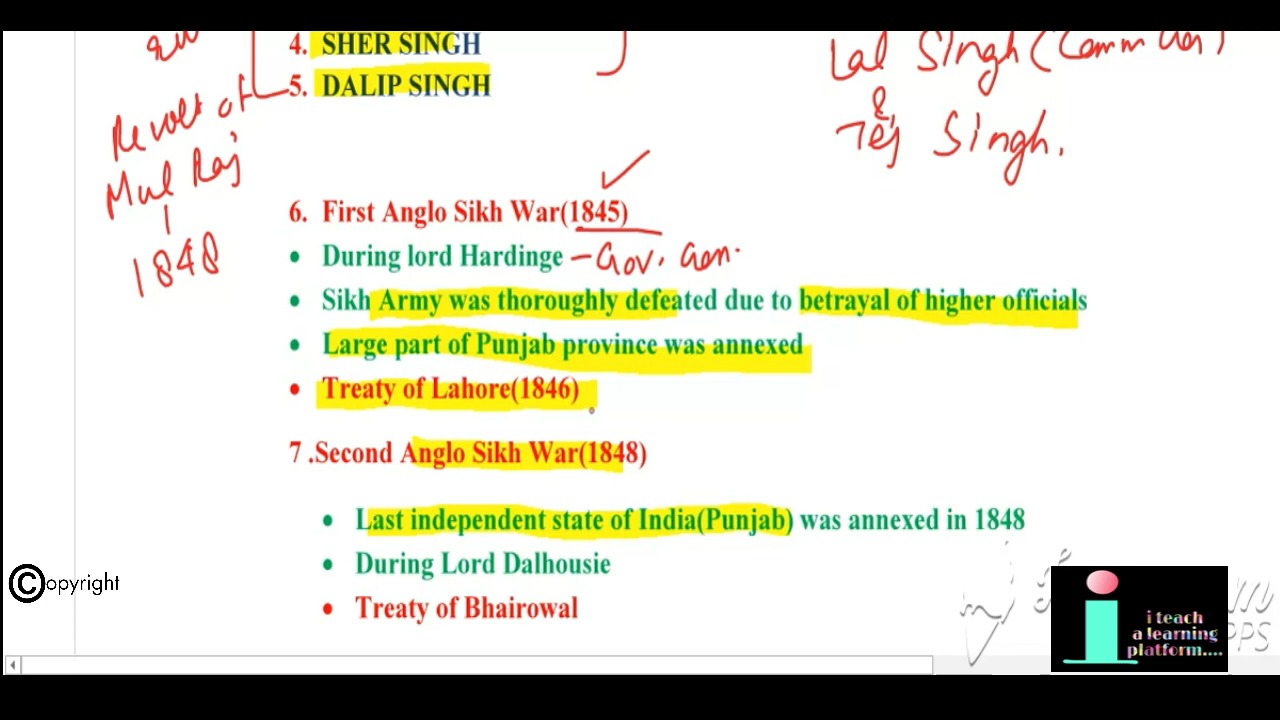 4. SHER SINGH
5. DALIP SINGH
Revolt of
Mul Raj
1848
Lal Singh
&
Tej Singh.
6. First Anglo Sikh War(1845)
• During lord Hardinge - Gov. Gen.
• Sikh Army was thoroughly defeated due to betrayal of higher officials
• Large part of Punjab province was annexed
• Treaty of Lahore(1846)
7 .Second Anglo Sikh War(1848)
• Last independent state of India(Punjab) was annexed in 1848
• During Lord Dalhousie
• Treaty of Bhairowal
©opyright
i teach
a learning
platform....